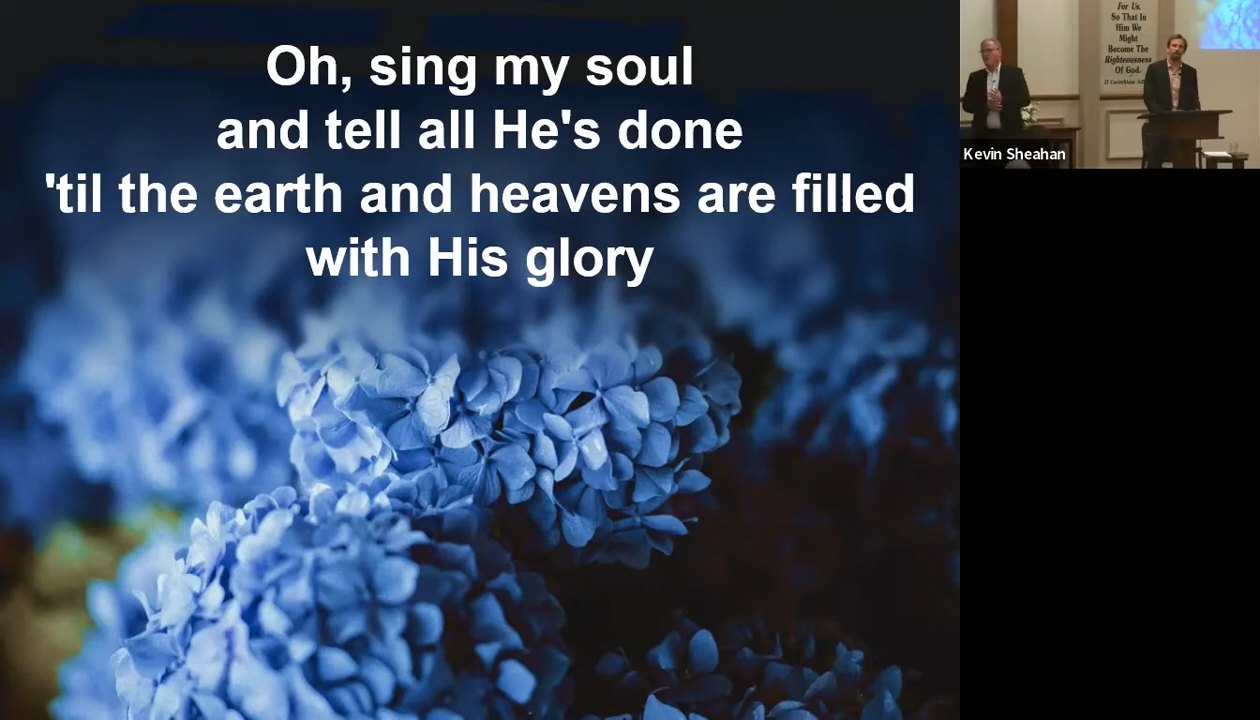 Oh, sing my soul
and tell all He's done
'til the earth and heavens are filled
with His glory
For Us,
So That In
Him We
Might
Become The
Righteousness
Of God.
Kevin Sheahan